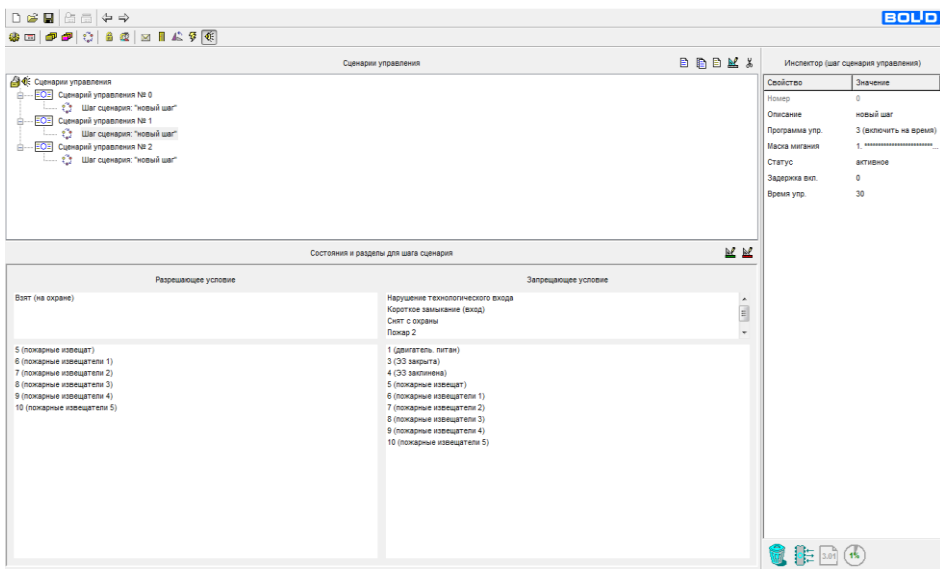 BOLID
Сценарии управления
Инспектор (шаг сценария управления)
Сценарии управления
Сценарий управления № 0
Шаг сценария: "новый шаг"
Сценарий управления № 1
Шаг сценария: "новый шаг"
Сценарий управления № 2
Шаг сценария: "новый шаг"
Свойство Значение
Номер 0
Описание новый шаг
Программа упр. 3 (включить на время)
Маска мигания 1. ************************...
Статус активное
Задержка вкл. 0
Время упр. 30
Состояния и разделы для шага сценария
Разрешающее условие
Запрещающее условие
Взят (на охране)
Нарушение технологического входа
Короткое замыкание (вход)
Снят с охраны
Пожар 2
5 (пожарные извещат)
6 (пожарные извещатели 1)
7 (пожарные извещатели 2)
8 (пожарные извещатели 3)
9 (пожарные извещатели 4)
10 (пожарные извещатели 5)
1 (двигатель. питан)
3 (ЭЗ закрыта)
4 (ЭЗ заклинена)
5 (пожарные извещат)
6 (пожарные извещатели 1)
7 (пожарные извещатели 2)
8 (пожарные извещатели 3)
9 (пожарные извещатели 4)
10 (пожарные извещатели 5)
3.01
1%